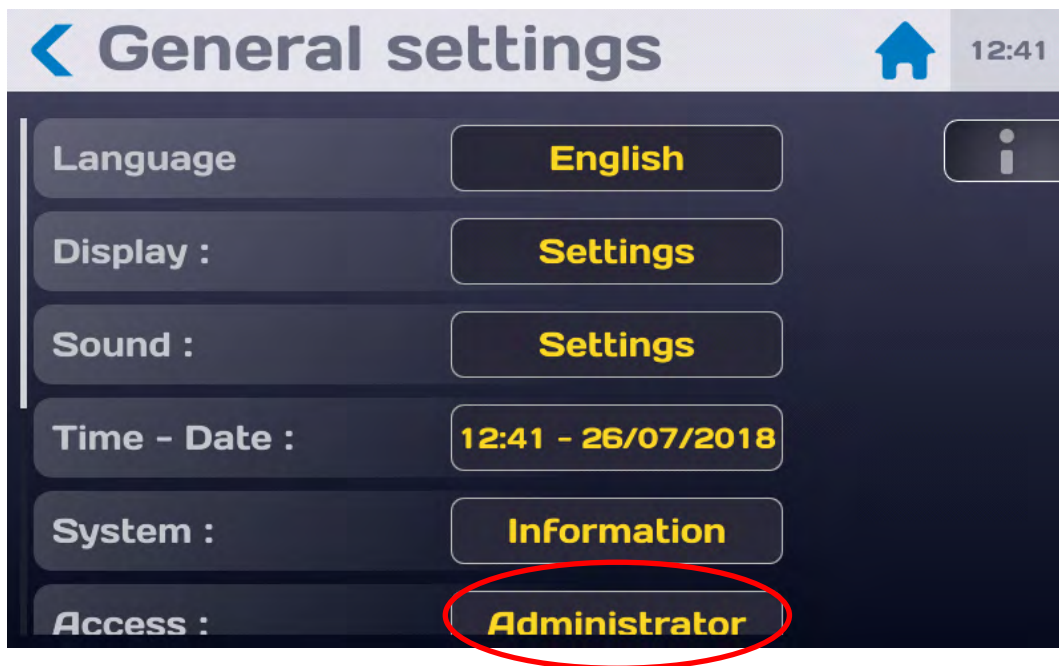 General settings
12:41
Language English
Display : Settings
Sound : Settings
Time - Date : 12:41 - 26/07/2018
System : Information
Access : Administrator